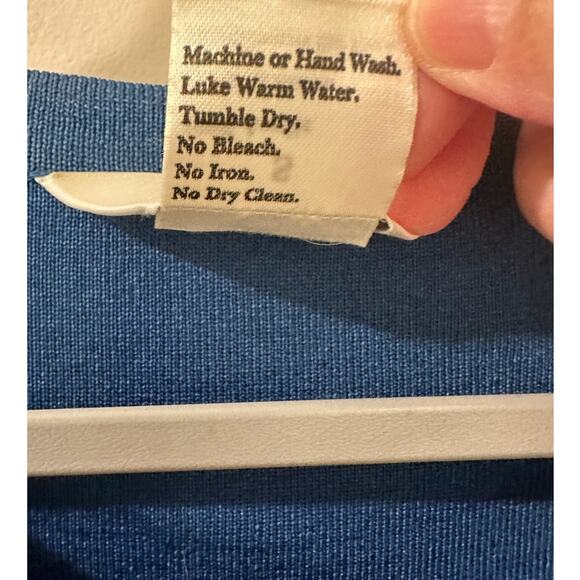 Machine or Hand Wash.
Luke Warm Water.
Tumble Dry.
No Bleach.
No Iron.
No Dry Clean.